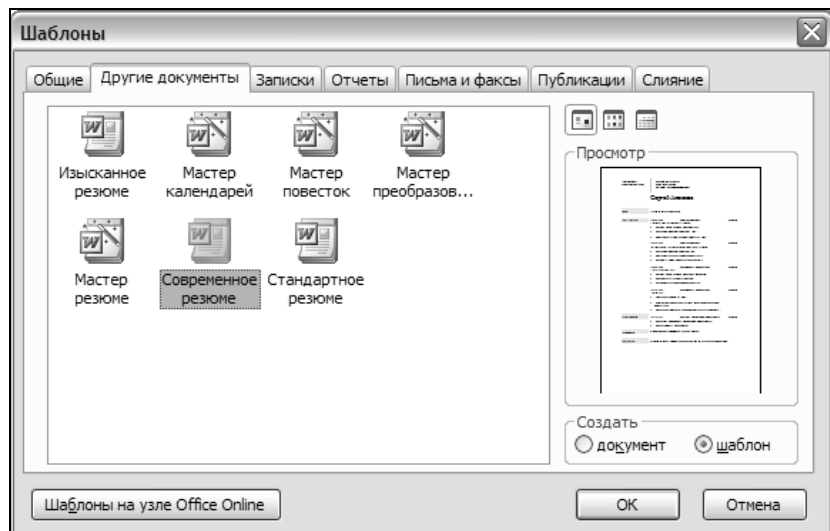 Шаблоны
Общие Другие документы Записки Отчеты Письма и факсы Публикации Слияние
Изысканное резюме
Мастер календарей
Мастер повесток
Мастер преобразов...
Мастер резюме
Современное резюме
Стандартное резюме
Просмотр
Создать
документ шаблон
Шаблоны на узле Office Online
ОК Отмена